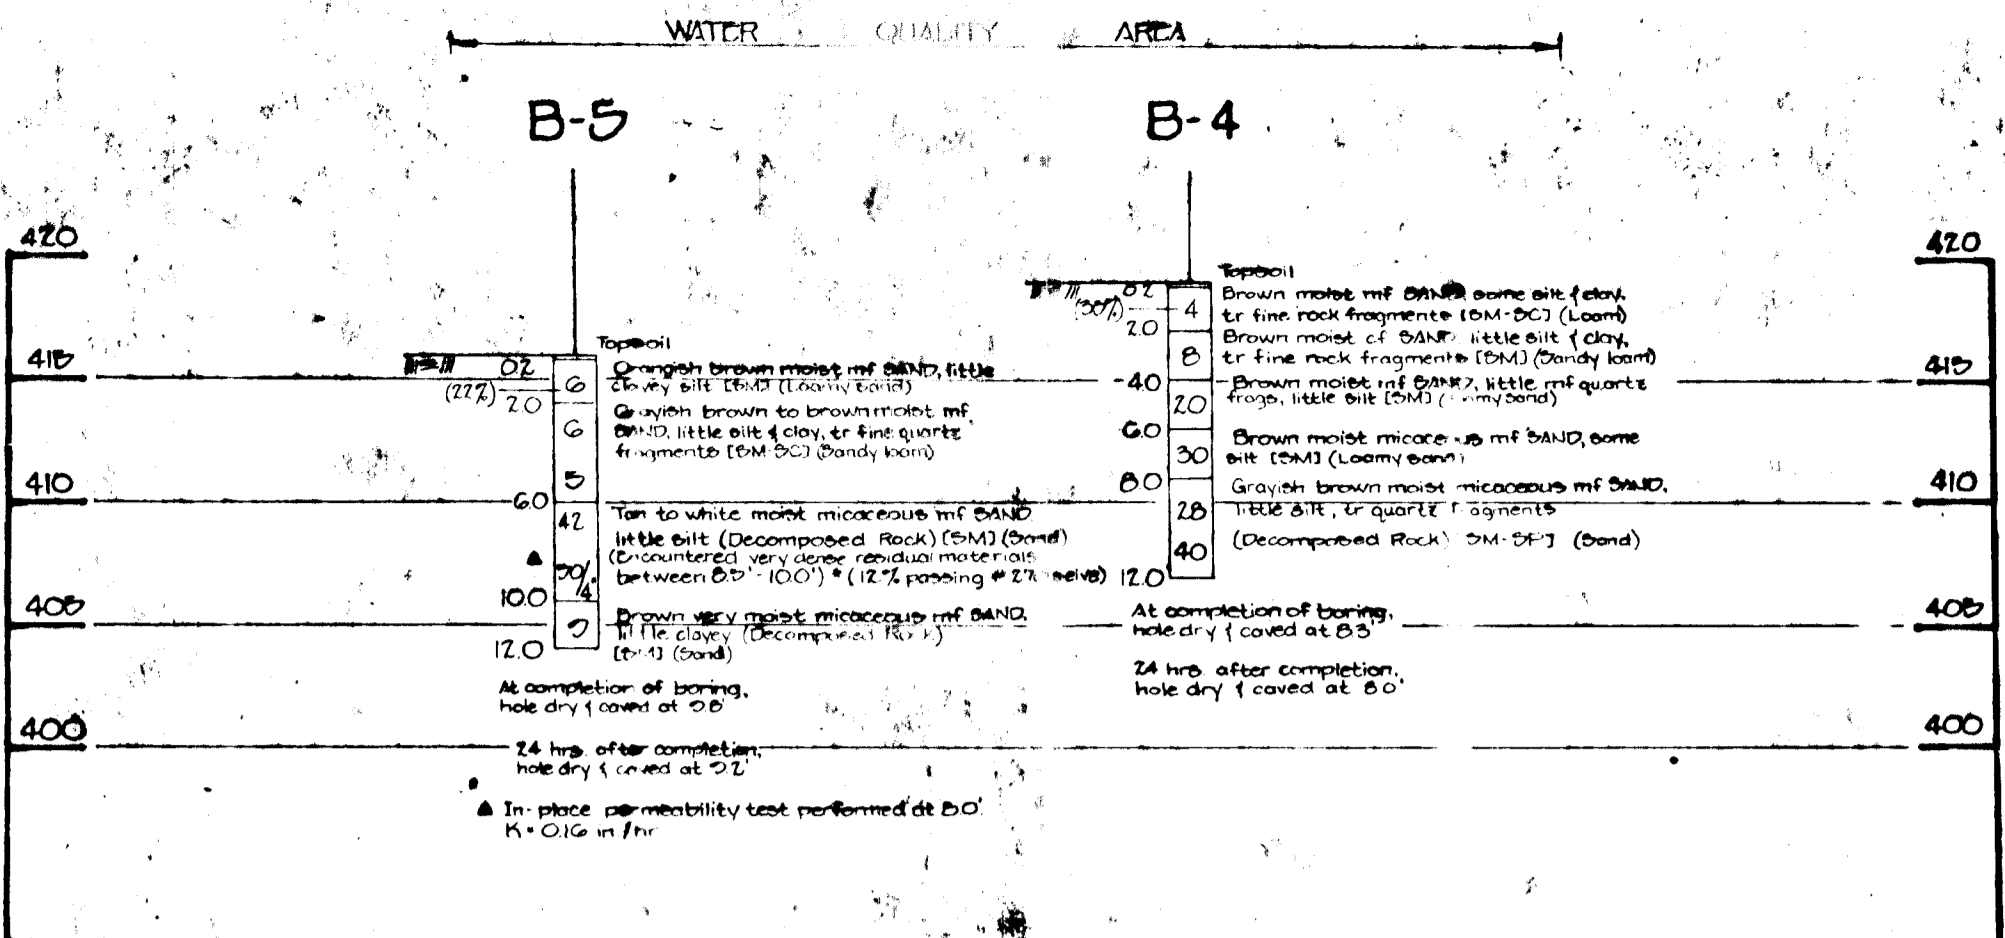 WATER QUALITY AREA
B-5
B-4
420
415
410
405
400
420
415
410
405
400
Topsoil
0.2
(22%)
2.0
6.0
10.0
12.0
6
6
5
42
50/4
Orangish brown moist mf SAND, little
clayey silt [SM] (Loamy Sand)
Grayish brown to brown moist mf
SAND, little silt & clay, tr fine quartz
fragments [SM-SC] (Sandy loam)
Tan to white moist micaceous mf SAND
little silt (Decomposed Rock) [SM] (Sand)
(Encountered very dense residual materials
between 8.5' - 10.0') * (12% passing # seive)
Brown very moist micaceous mf SAND,
little clayey (Decomposed Rock)
[SM] (Sand)
At completion of boring,
hole dry & caved at
24 hrs. after completion,
hole dry & caved at
▲ In-place permeability test performed at 8.0'
K = 0.16 in/hr
Topsoil
0.2
(30%)
2.0
4.0
6.0
8.0
12.0
4
8
20
30
28
40
Brown moist mf SAND, some silt & clay,
tr fine rock fragments [SM-SC] (Loam)
Brown moist cf SAND, little silt & clay,
tr fine rock fragments [SM] (Sandy loam)
Brown moist mf SAND, little mf quartz
frags, little silt [SM] (Loamy sand)
Brown moist micaceous mf SAND, some
silt [SM] (Loamy sand)
Grayish brown moist micaceous mf SAND,
little silt, tr quartz fragments
(Decomposed Rock) [SM-SP] (Sand)
At completion of boring,
hole dry & caved at 8.3'
24 hrs. after completion,
hole dry & caved at 8.0'